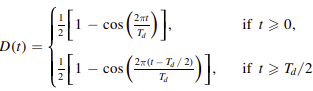 D(t) = { 1/2 [ 1 − cos( 2πt / T_d ) ], if t ⩾ 0,
1/2 [ 1 − cos( 2π(t − T_d / 2) / T_d ) ], if t ⩾ T_d/2